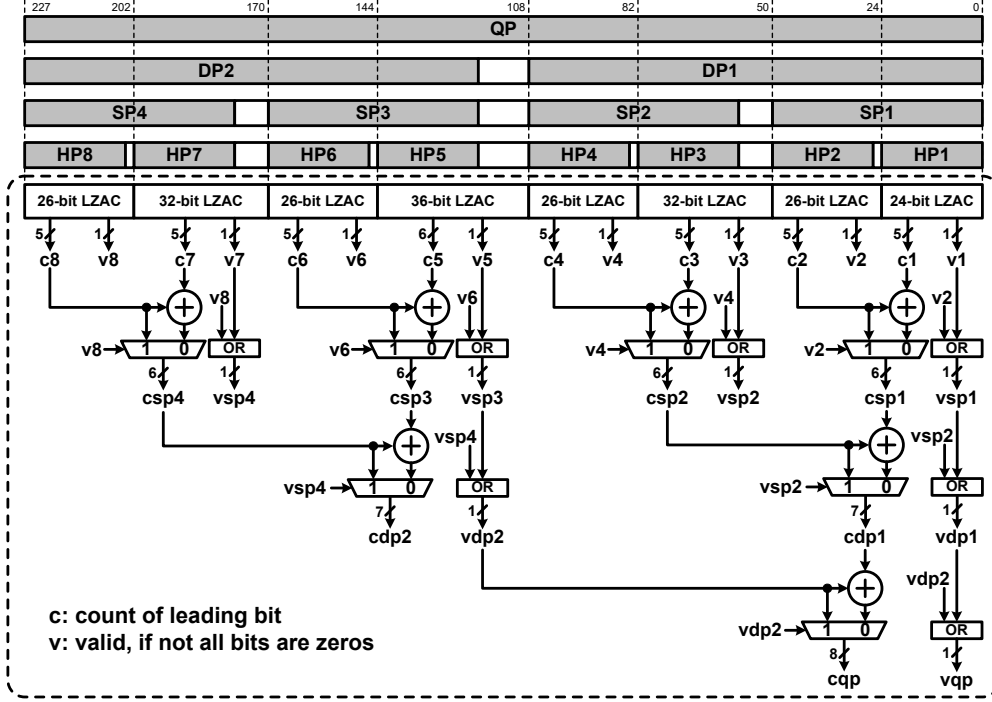 227 202 170 144 108 82 50 24 0
QP
DP2 DP1
SP4 SP3 SP2 SP1
HP8 HP7 HP6 HP5 HP4 HP3 HP2 HP1
26-bit LZAC 32-bit LZAC 26-bit LZAC 36-bit LZAC 26-bit LZAC 32-bit LZAC 26-bit LZAC 24-bit LZAC
5 1 5 1 5 1 6 1 5 1 5 1 5 1 5 1
c8 v8 c7 v7 c6 v6 c5 v5 c4 v4 c3 v3 c2 v2 c1 v1
+ v8 + v6 + v4 + v2
v8 1 0 OR v6 1 0 OR v4 1 0 OR v2 1 0 OR
6 1 6 1 6 1 6 1
csp4 vsp4 csp3 vsp3 csp2 vsp2 csp1 vsp1
+ vsp4 + vsp2
vsp4 1 0 OR vsp2 1 0 OR
7 1 7 1
cdp2 vdp2 cdp1 vdp1
+ vdp2
c: count of leading bit
v: valid, if not all bits are zeros
vdp2 1 0 OR
8 1
cqp vqp